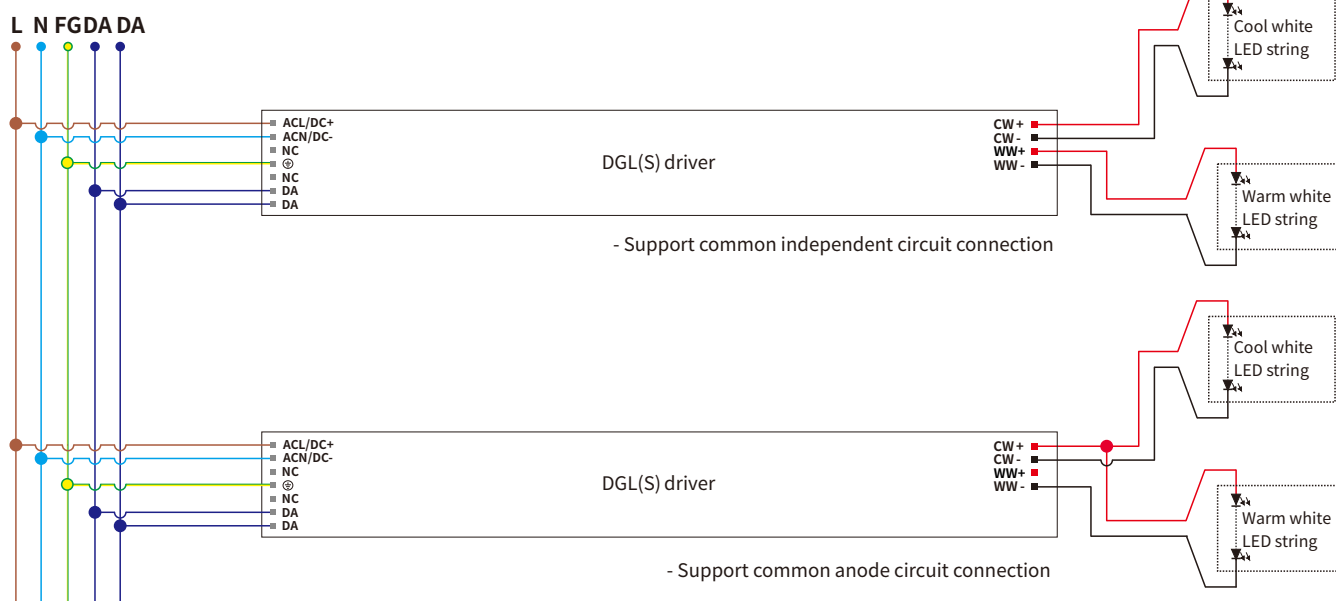 L N FG DA DA
Cool white
LED string
ACL/DC+
ACN/DC-
NC
NC
DA
DA
DGL(S) driver
CW+
CW-
WW+
WW-
Warm white
LED string
- Support common independent circuit connection
Cool white
LED string
ACL/DC+
ACN/DC-
NC
NC
DA
DA
DGL(S) driver
CW+
CW-
WW+
WW-
Warm white
LED string
- Support common anode circuit connection